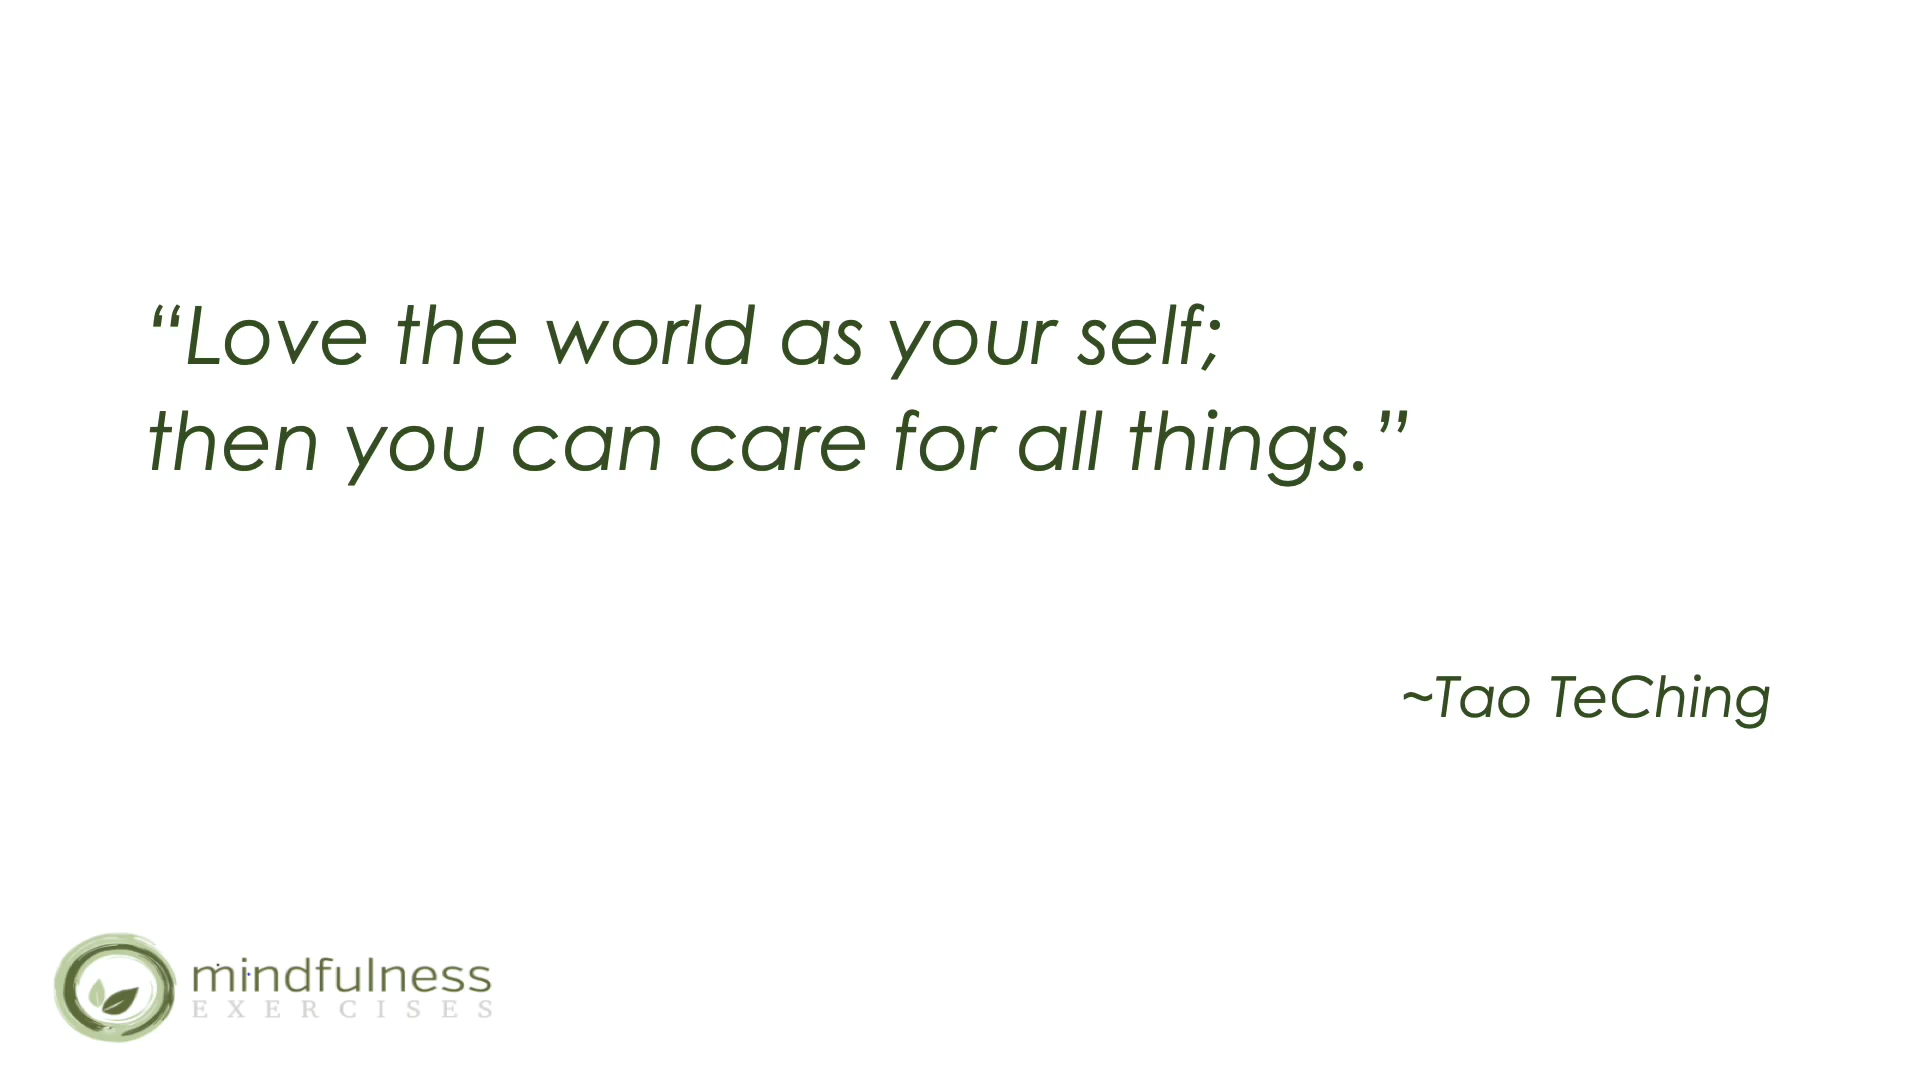 “Love the world as your self;
then you can care for all things.”
~Tao TeChing
mindfulness
EXERCISES